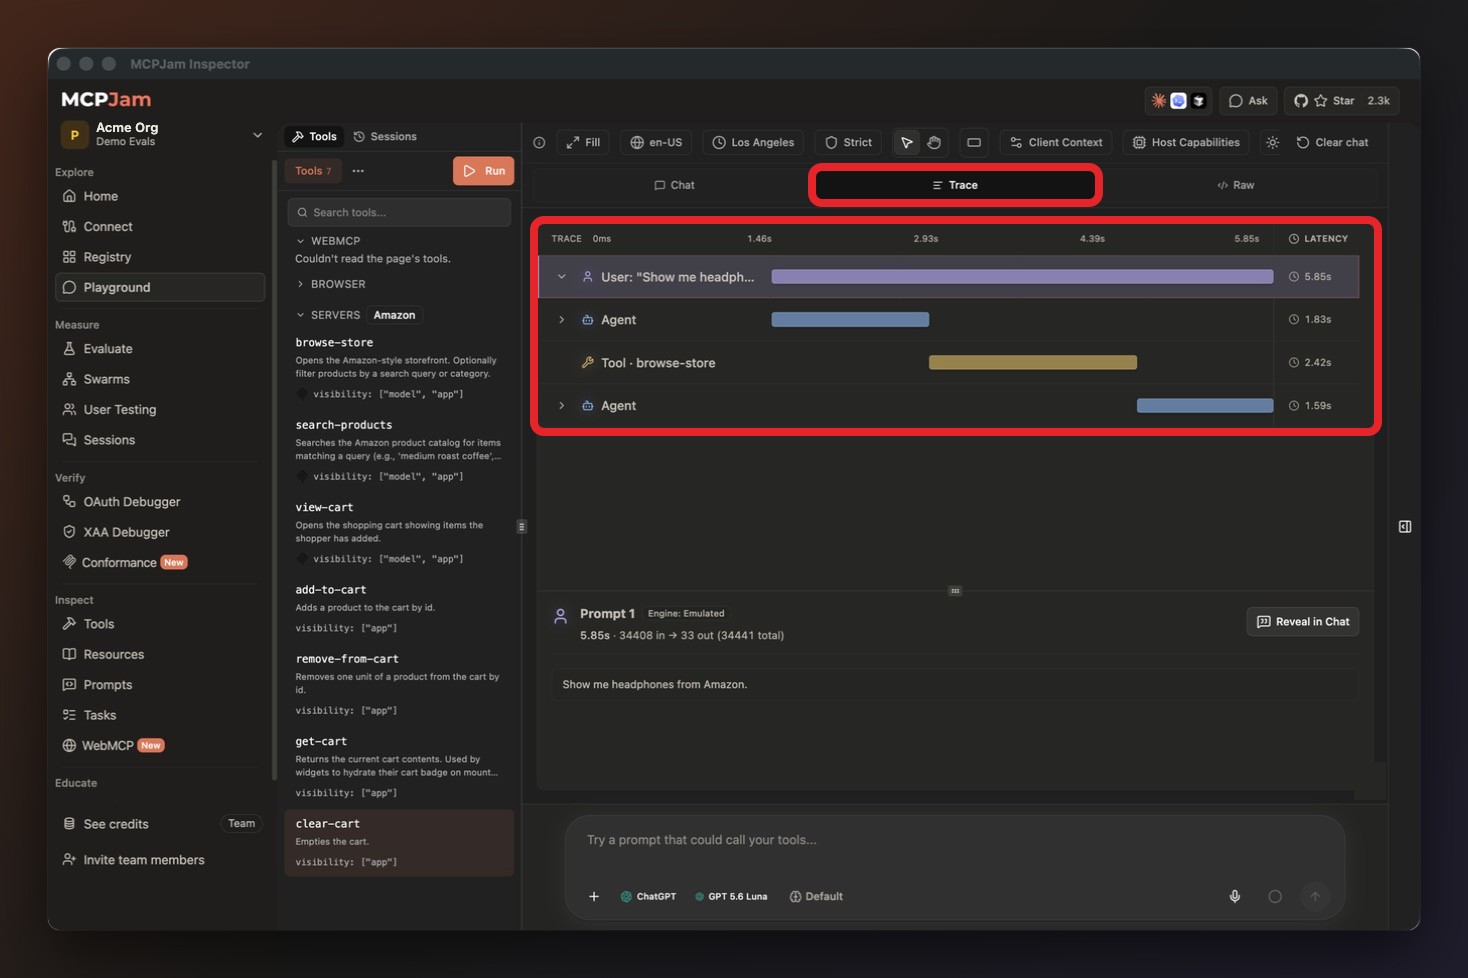 MCPJam Inspector
MCPJam
Ask
Star 2.3k
P
Acme Org
Demo Evals
Explore
Home
Connect
Registry
Playground
Measure
Evaluate
Swarms
User Testing
Sessions
Verify
OAuth Debugger
XAA Debugger
Conformance New
Inspect
Tools
Resources
Prompts
Tasks
WebMCP New
Educate
See credits Team
Invite team members
Tools Sessions
Tools 7 ••• Run
Search tools...
WEBMCP
Couldn't read the page's tools.
BROWSER
SERVERS Amazon
browse-store
Opens the Amazon-style storefront. Optionally
filter products by a search query or category.
visibility: ["model", "app"]
search-products
Searches the Amazon product catalog for items
matching a query (e.g., 'medium roast coffee',...
visibility: ["model", "app"]
view-cart
Opens the shopping cart showing items the
shopper has added.
visibility: ["model", "app"]
add-to-cart
Adds a product to the cart by id.
visibility: ["app"]
remove-from-cart
Removes one unit of a product from the cart by
id.
visibility: ["app"]
get-cart
Returns the current cart contents. Used by
widgets to hydrate their cart badge on mount...
visibility: ["app"]
clear-cart
Empties the cart.
visibility: ["app"]
Fill en-US Los Angeles Strict Client Context Host Capabilities Clear chat
Chat Trace Raw
TRACE 0ms 1.46s 2.93s 4.39s 5.85s LATENCY
User: "Show me headph... 5.85s
Agent 1.83s
Tool · browse-store 2.42s
Agent 1.59s
Prompt 1 Engine: Emulated
5.85s · 34408 in → 33 out (34441 total)
Reveal in Chat
Show me headphones from Amazon.
Try a prompt that could call your tools...
+ ChatGPT GPT 5.6 Luna Default